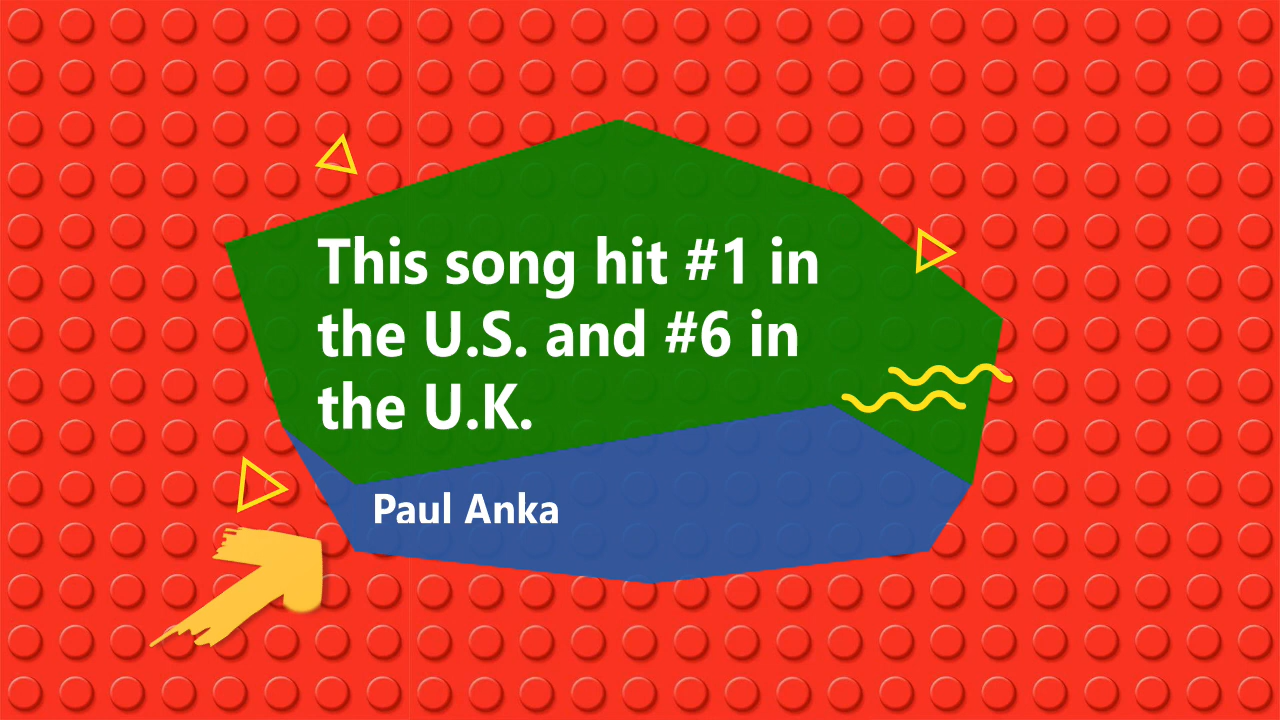 This song hit #1 in
the U.S. and #6 in
the U.K.
Paul Anka